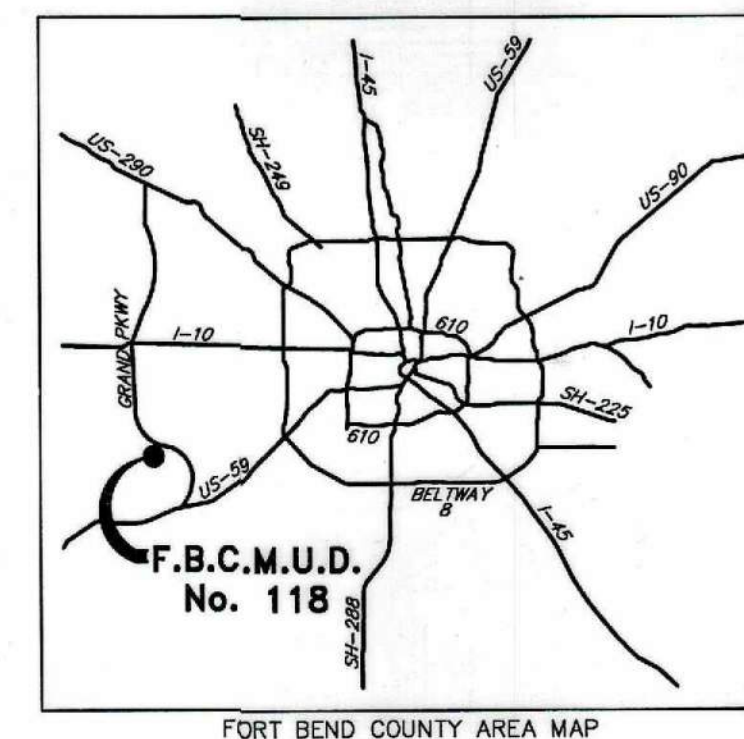 I-45
US-59
SH-249
US-290
US-90
GRAND PKWY
I-10
610
I-10
SH-225
610
US-59
BELTWAY
8
I-45
F.B.C.M.U.D.
No. 118
SH-288
FORT BEND COUNTY AREA MAP